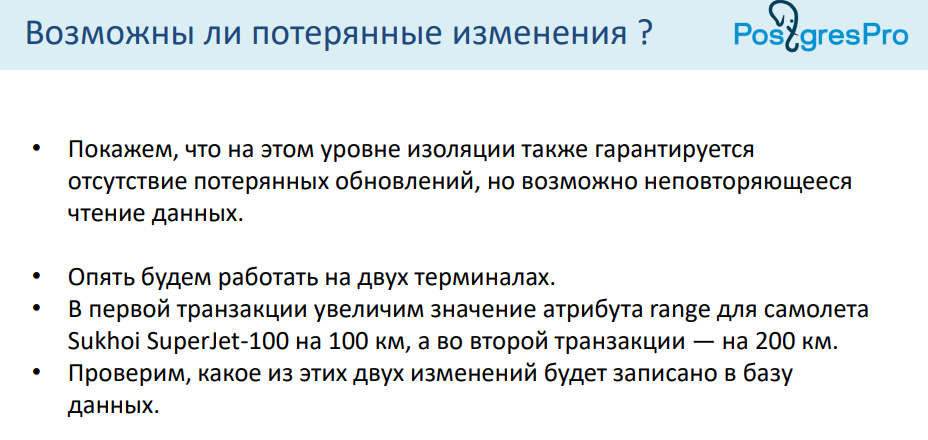 Возможны ли потерянные изменения ?
PostgresPro
• Покажем, что на этом уровне изоляции также гарантируется
отсутствие потерянных обновлений, но возможно неповторяющееся
чтение данных.
• Опять будем работать на двух терминалах.
• В первой транзакции увеличим значение атрибута range для самолета
Sukhoi SuperJet-100 на 100 км, а во второй транзакции — на 200 км.
• Проверим, какое из этих двух изменений будет записано в базу
данных.